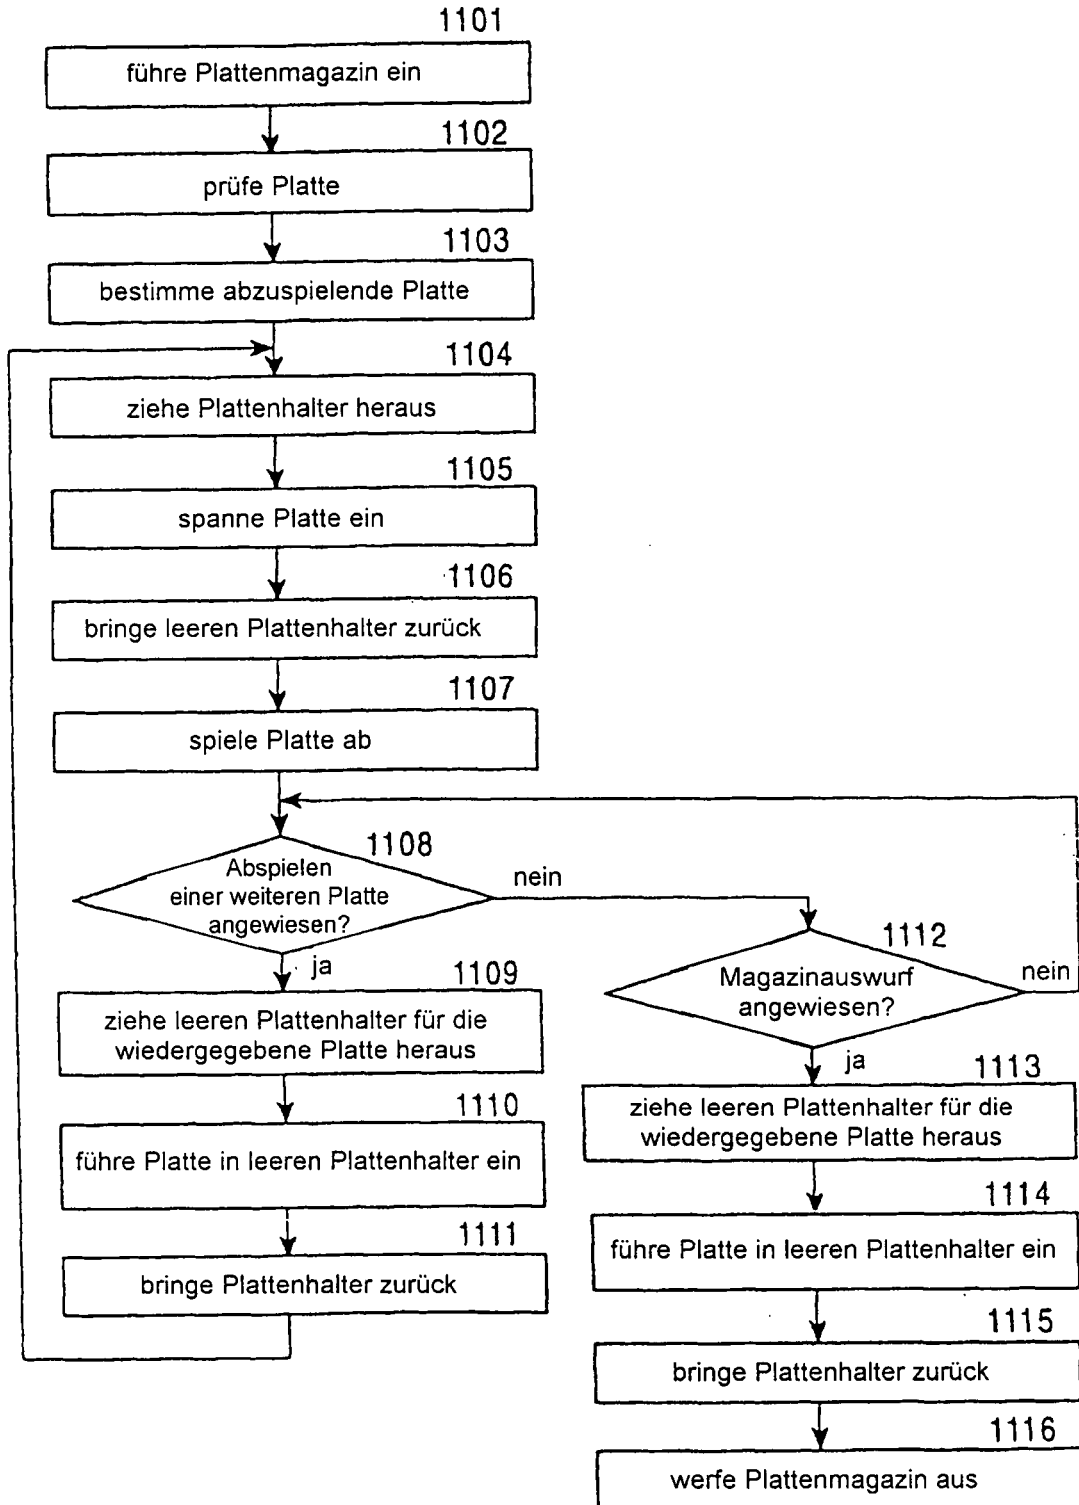 1101
führe Plattenmagazin ein
1102
prüfe Platte
1103
bestimme abzuspielende Platte
1104
ziehe Plattenhalter heraus
1105
spanne Platte ein
1106
bringe leeren Plattenhalter zurück
1107
spiele Platte ab
1108
Abspielen
einer weiteren Platte
angewiesen?
nein
ja
1109
ziehe leeren Plattenhalter für die
wiedergegebene Platte heraus
1110
führe Platte in leeren Plattenhalter ein
1111
bringe Plattenhalter zurück
1112
Magazinauswurf
angewiesen?
nein
ja
1113
ziehe leeren Plattenhalter für die
wiedergegebene Platte heraus
1114
führe Platte in leeren Plattenhalter ein
1115
bringe Plattenhalter zurück
1116
werfe Plattenmagazin aus